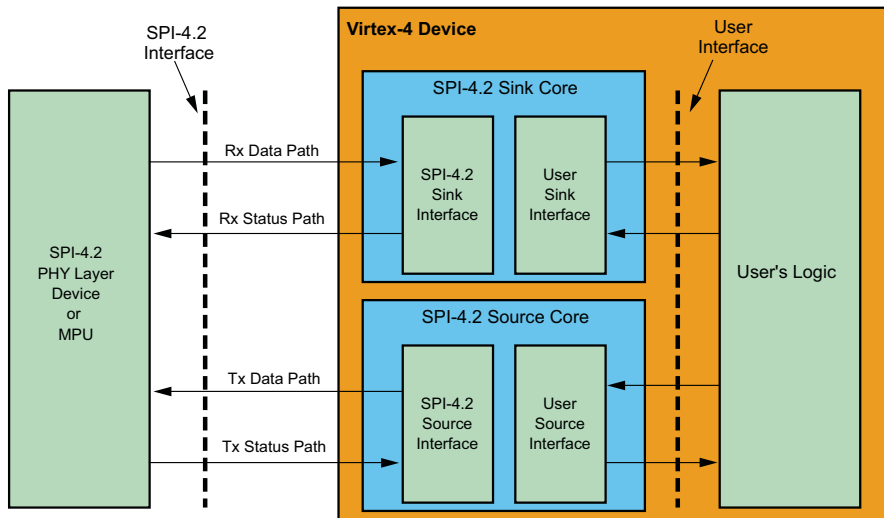 SPI-4.2
Interface
Virtex-4 Device
User
Interface
SPI-4.2 Sink Core
Rx Data Path
SPI-4.2
Sink
Interface
User
Sink
Interface
Rx Status Path
SPI-4.2
PHY Layer
Device
or
MPU
User's Logic
SPI-4.2 Source Core
Tx Data Path
SPI-4.2
Source
Interface
User
Source
Interface
Tx Status Path